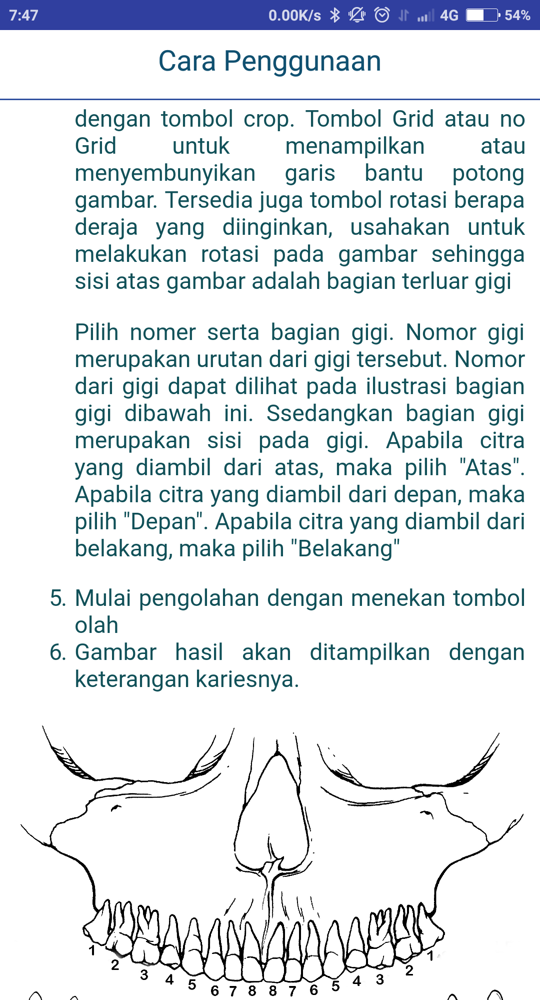 7:47 0.00K/s 4G 54%
Cara Penggunaan
dengan tombol crop. Tombol Grid atau no
Grid untuk menampilkan atau
menyembunyikan garis bantu potong
gambar. Tersedia juga tombol rotasi berapa
deraja yang diinginkan, usahakan untuk
melakukan rotasi pada gambar sehingga
sisi atas gambar adalah bagian terluar gigi
Pilih nomer serta bagian gigi. Nomor gigi
merupakan urutan dari gigi tersebut. Nomor
dari gigi dapat dilihat pada ilustrasi bagian
gigi dibawah ini. Ssedangkan bagian gigi
merupakan sisi pada gigi. Apabila citra
yang diambil dari atas, maka pilih "Atas".
Apabila citra yang diambil dari depan, maka
pilih "Depan". Apabila citra yang diambil dari
belakang, maka pilih "Belakang"
5. Mulai pengolahan dengan menekan tombol
olah
6. Gambar hasil akan ditampilkan dengan
keterangan kariesnya.
1 2 3 4 5 6 7 8 8 7 6 5 4 3 2 1